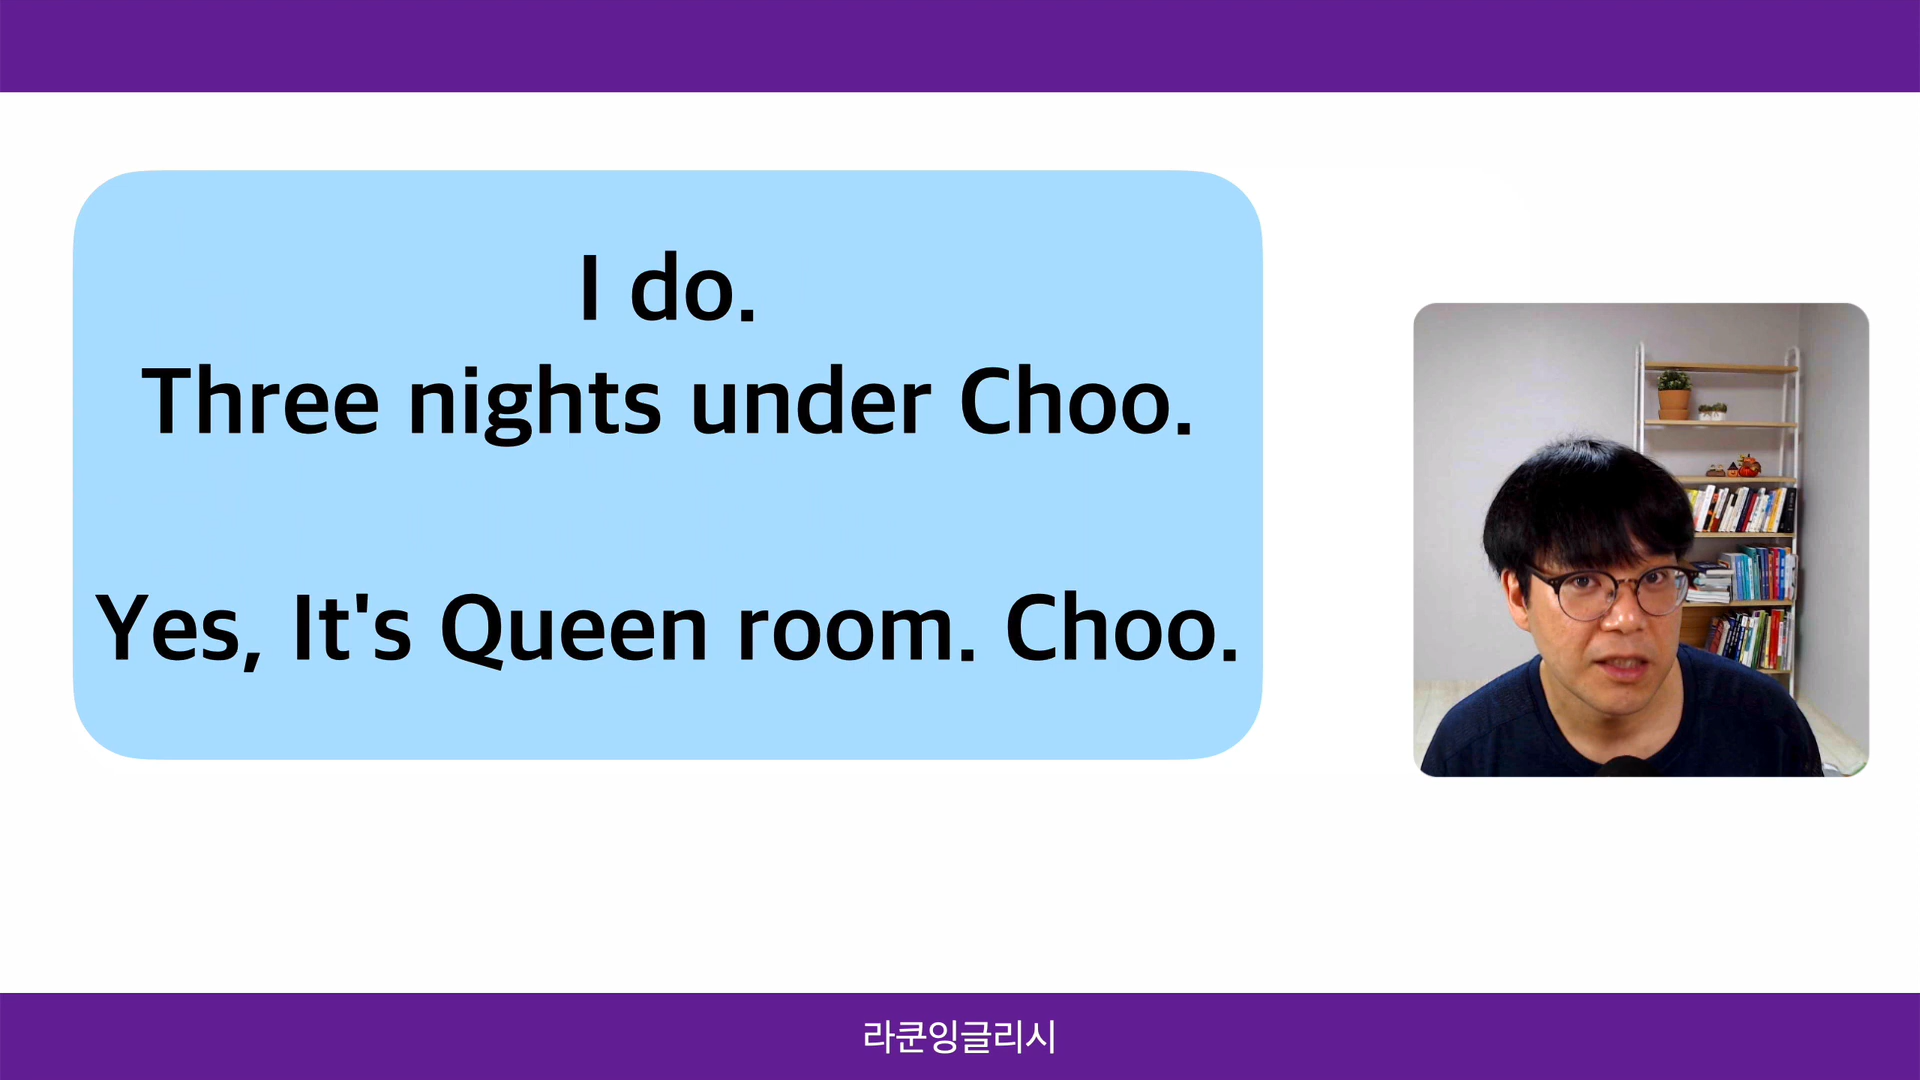 I do.
Three nights under Choo.
Yes, It's Queen room. Choo.
라쿤잉글리시